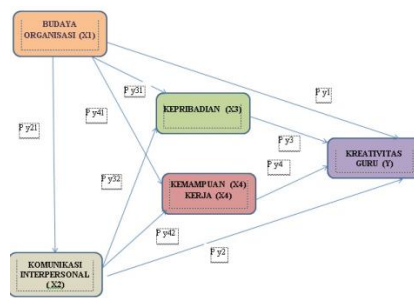 BUDAYA
ORGANISASI (X1)
P y1
P y31
P y41
KEPRIBADIAN (X3)
P y21
P y3
KREATIVITAS
GURU (Y)
P y4
P y32
KEMAMPUAN (X4)
KERJA (X4)
P y42
P y2
KOMUNIKASI
INTERPERSONAL
(X2)